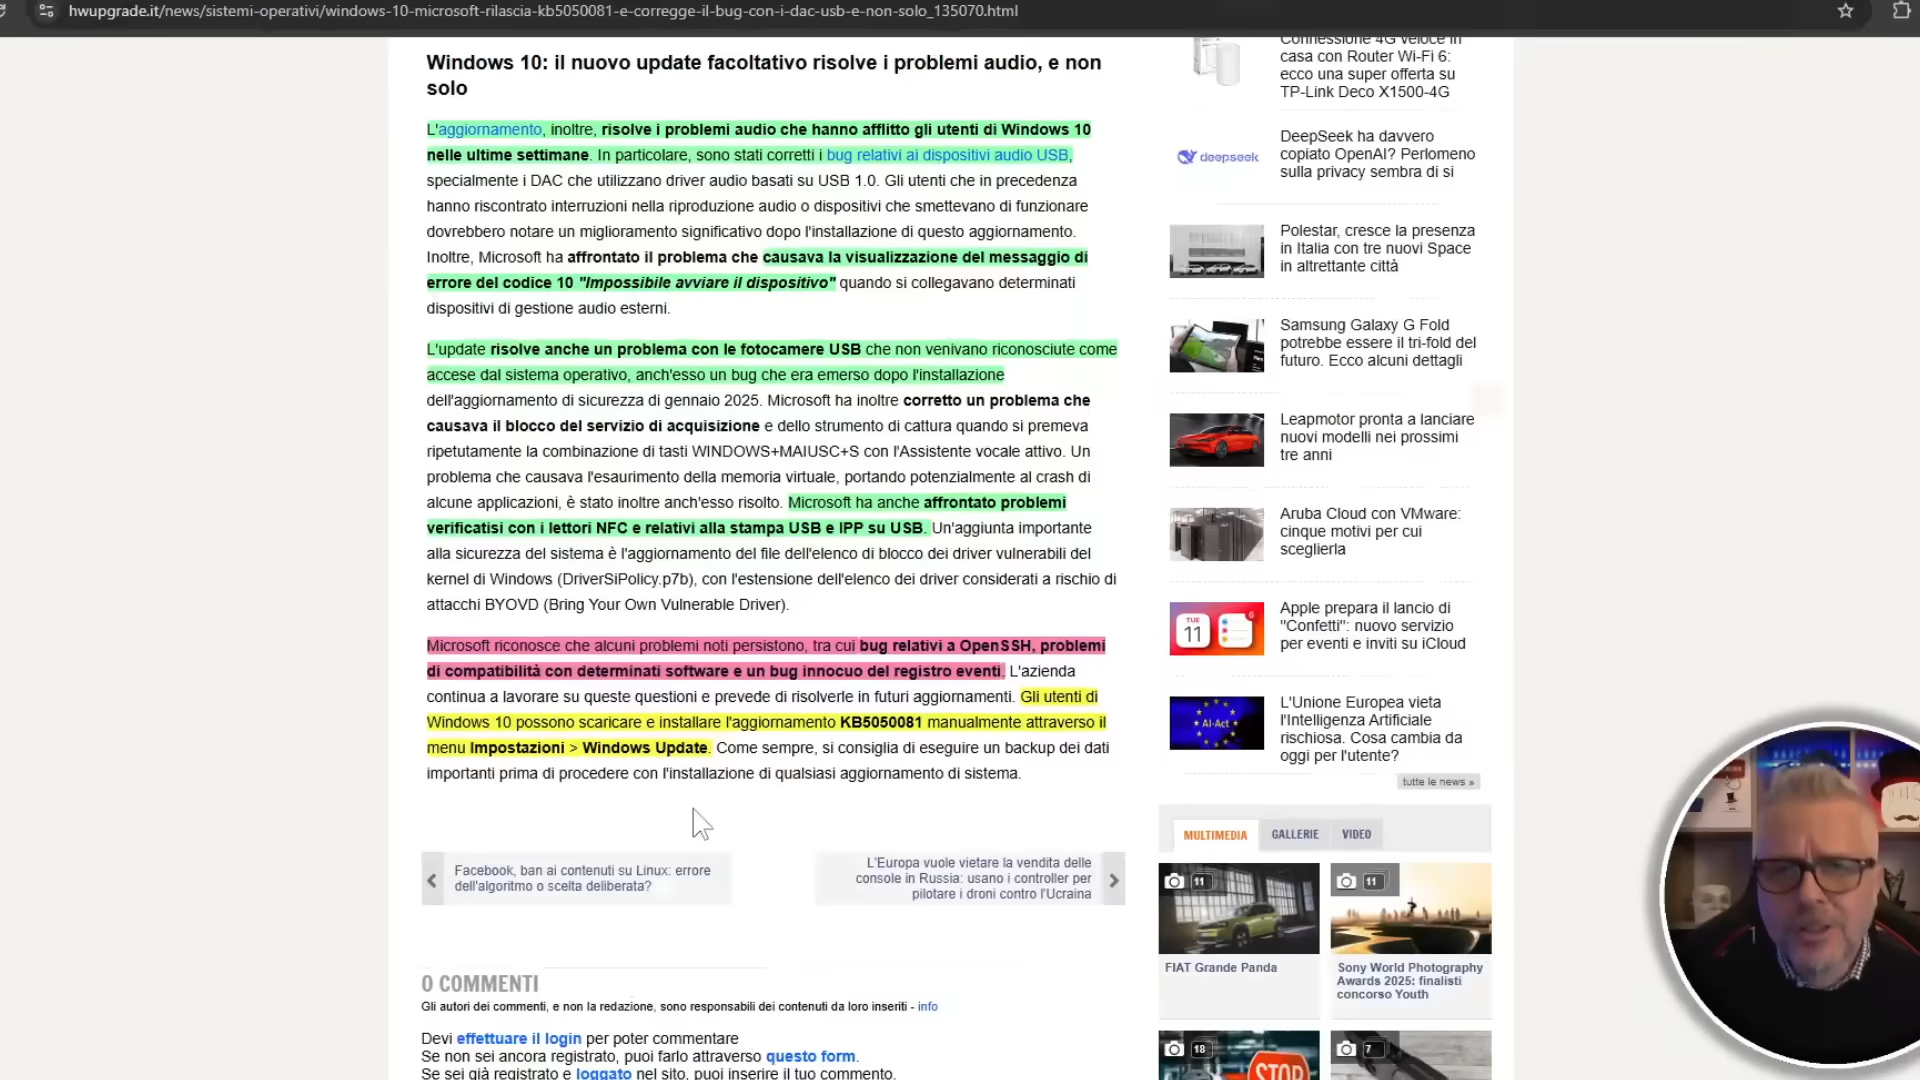 hwupgrade.it/news/sistemi-operativi/windows-10-microsoft-rilascia-kb5050081-e-corregge-il-bug-con-i-dac-usb-e-non-solo_135070.html
Windows 10: il nuovo update facoltativo risolve i problemi audio, e non
solo
L'aggiornamento, inoltre, risolve i problemi audio che hanno afflitto gli utenti di Windows 10
nelle ultime settimane. In particolare, sono stati corretti i bug relativi ai dispositivi audio USB,
specialmente i DAC che utilizzano driver audio basati su USB 1.0. Gli utenti che in precedenza
hanno riscontrato interruzioni nella riproduzione audio o dispositivi che smettevano di funzionare
dovrebbero notare un miglioramento significativo dopo l'installazione di questo aggiornamento.
Inoltre, Microsoft ha affrontato il problema che causava la visualizzazione del messaggio di
errore del codice 10 "Impossibile avviare il dispositivo" quando si collegavano determinati
dispositivi di gestione audio esterni.
L'update risolve anche un problema con le fotocamere USB che non venivano riconosciute come
accese dal sistema operativo, anch'esso un bug che era emerso dopo l'installazione
dell'aggiornamento di sicurezza di gennaio 2025. Microsoft ha inoltre corretto un problema che
causava il blocco del servizio di acquisizione e dello strumento di cattura quando si premeva
ripetutamente la combinazione di tasti WINDOWS+MAIUSC+S con l'Assistente vocale attivo. Un
problema che causava l'esaurimento della memoria virtuale, portando potenzialmente al crash di
alcune applicazioni, è stato inoltre anch'esso risolto. Microsoft ha anche affrontato problemi
verificatisi con i lettori NFC e relativi alla stampa USB e IPP su USB. Un'aggiunta importante
alla sicurezza del sistema è l'aggiornamento del file dell'elenco di blocco dei driver vulnerabili del
kernel di Windows (DriverSiPolicy.p7b), con l'estensione dell'elenco dei driver considerati a rischio di
attacchi BYOVD (Bring Your Own Vulnerable Driver).
Microsoft riconosce che alcuni problemi noti persistono, tra cui bug relativi a OpenSSH, problemi
di compatibilità con determinati software e un bug innocuo del registro eventi. L'azienda
continua a lavorare su queste questioni e prevede di risolverle in futuri aggiornamenti. Gli utenti di
Windows 10 possono scaricare e installare l'aggiornamento KB5050081 manualmente attraverso il
menu Impostazioni > Windows Update. Come sempre, si consiglia di eseguire un backup dei dati
importanti prima di procedere con l'installazione di qualsiasi aggiornamento di sistema.
Facebook, ban ai contenuti su Linux: errore
dell'algoritmo o scelta deliberata?
L'Europa vuole vietare la vendita delle
console in Russia: usano i controller per
pilotare i droni contro l'Ucraina
0 COMMENTI
Gli autori dei commenti, e non la redazione, sono responsabili dei contenuti da loro inseriti - info
Devi effettuare il login per poter commentare
Se non sei ancora registrato, puoi farlo attraverso questo form.
Se sei già registrato e loggato nel sito, puoi inserire il tuo commento.
Connessione 4G veloce in
casa con Router Wi-Fi 6:
ecco una super offerta su
TP-Link Deco X1500-4G
deepseek
DeepSeek ha davvero
copiato OpenAI? Perlomeno
sulla privacy sembra di sì
Polestar, cresce la presenza
in Italia con tre nuovi Space
in altrettante città
Samsung Galaxy G Fold
potrebbe essere il tri-fold del
futuro. Ecco alcuni dettagli
Leapmotor pronta a lanciare
nuovi modelli nei prossimi
tre anni
Aruba Cloud con VMware:
cinque motivi per cui
sceglierla
TUE
11
6
Apple prepara il lancio di
"Confetti": nuovo servizio
per eventi e inviti su iCloud
AI-Act
L'Unione Europea vieta
l'Intelligenza Artificiale
rischiosa. Cosa cambia da
oggi per l'utente?
tutte le news »
MULTIMEDIA
GALLERIE
VIDEO
11
11
FIAT Grande Panda
Sony World Photography
Awards 2025: finalisti
concorso Youth
18
7
STOP